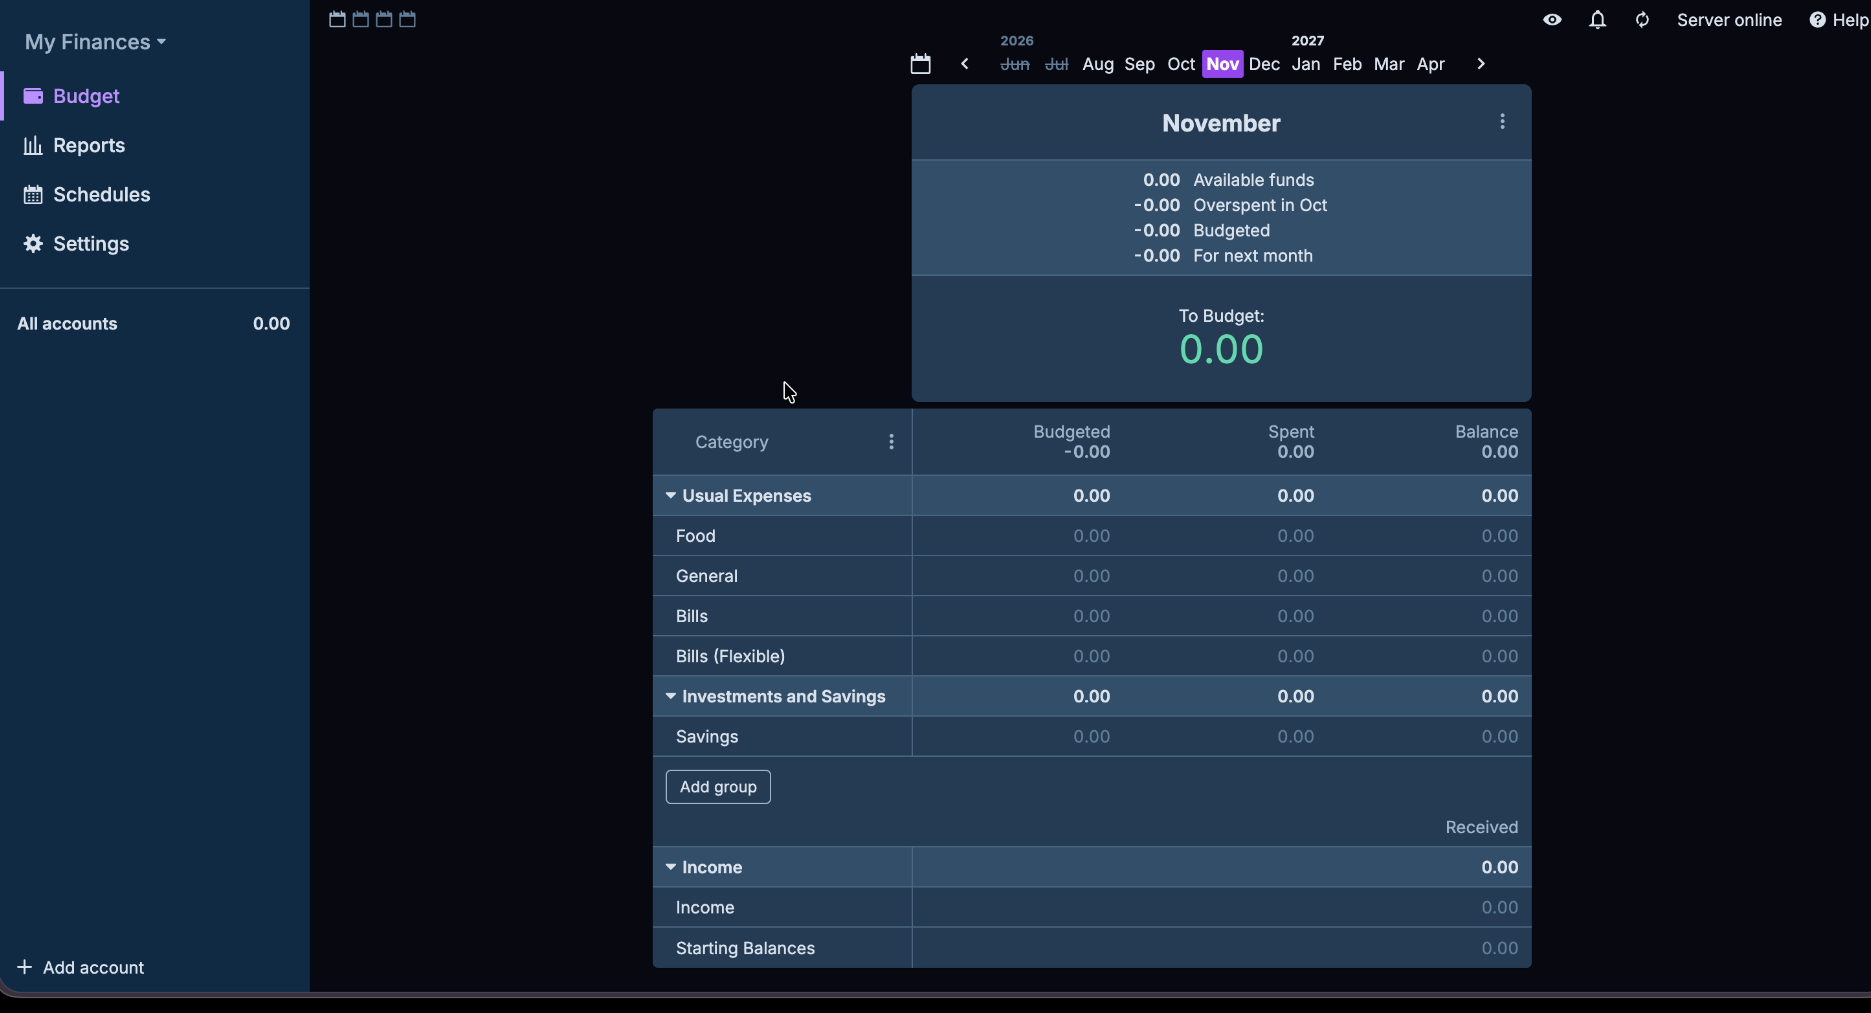 My Finances
Budget
Reports
Schedules
Settings
All accounts 0.00
Add account
Server online Help
2026 2027
Jun Jul Aug Sep Oct Nov Dec Jan Feb Mar Apr
November
0.00 Available funds
-0.00 Overspent in Oct
-0.00 Budgeted
-0.00 For next month
To Budget:
0.00
Category Budgeted Spent Balance
-0.00 0.00 0.00
Usual Expenses 0.00 0.00 0.00
Food 0.00 0.00 0.00
General 0.00 0.00 0.00
Bills 0.00 0.00 0.00
Bills (Flexible) 0.00 0.00 0.00
Investments and Savings 0.00 0.00 0.00
Savings 0.00 0.00 0.00
Add group
Received
Income 0.00
Income 0.00
Starting Balances 0.00